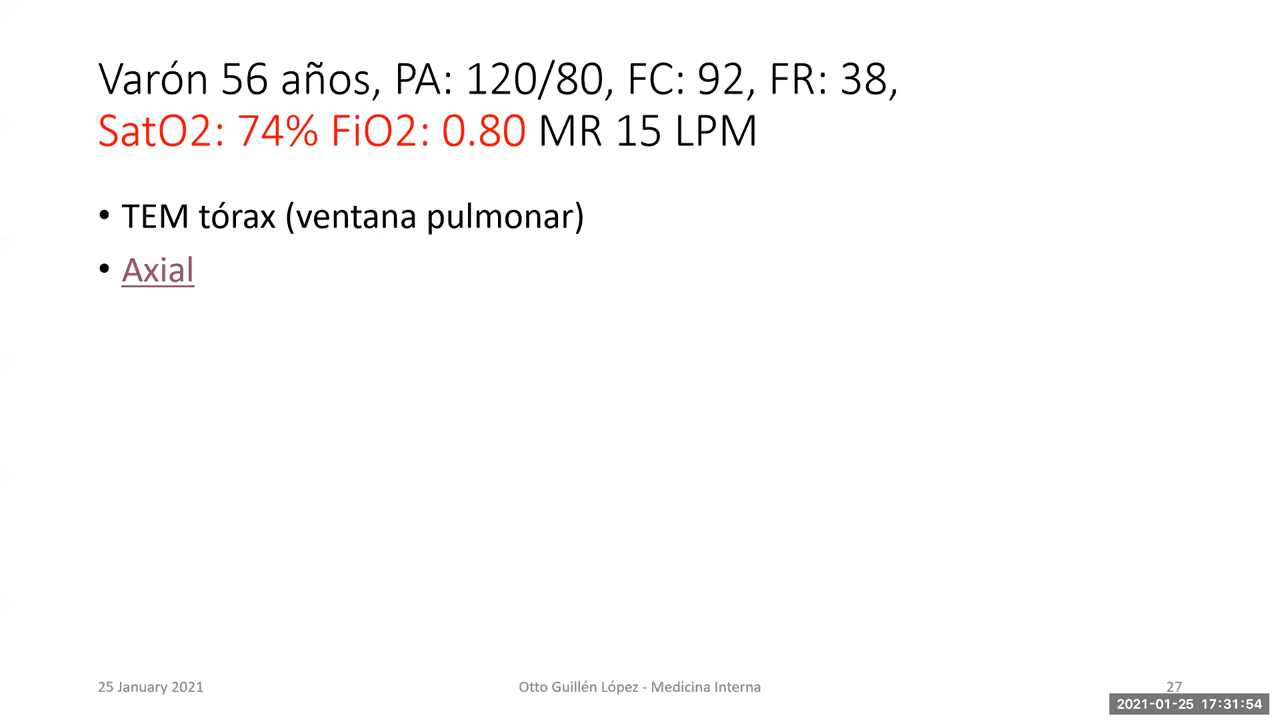 Varón 56 años, PA: 120/80, FC: 92, FR: 38,
SatO2: 74% FiO2: 0.80 MR 15 LPM
• TEM tórax (ventana pulmonar)
• Axial
25 January 2021
Otto Guillén López - Medicina Interna
27
2021-01-25 17:31:54